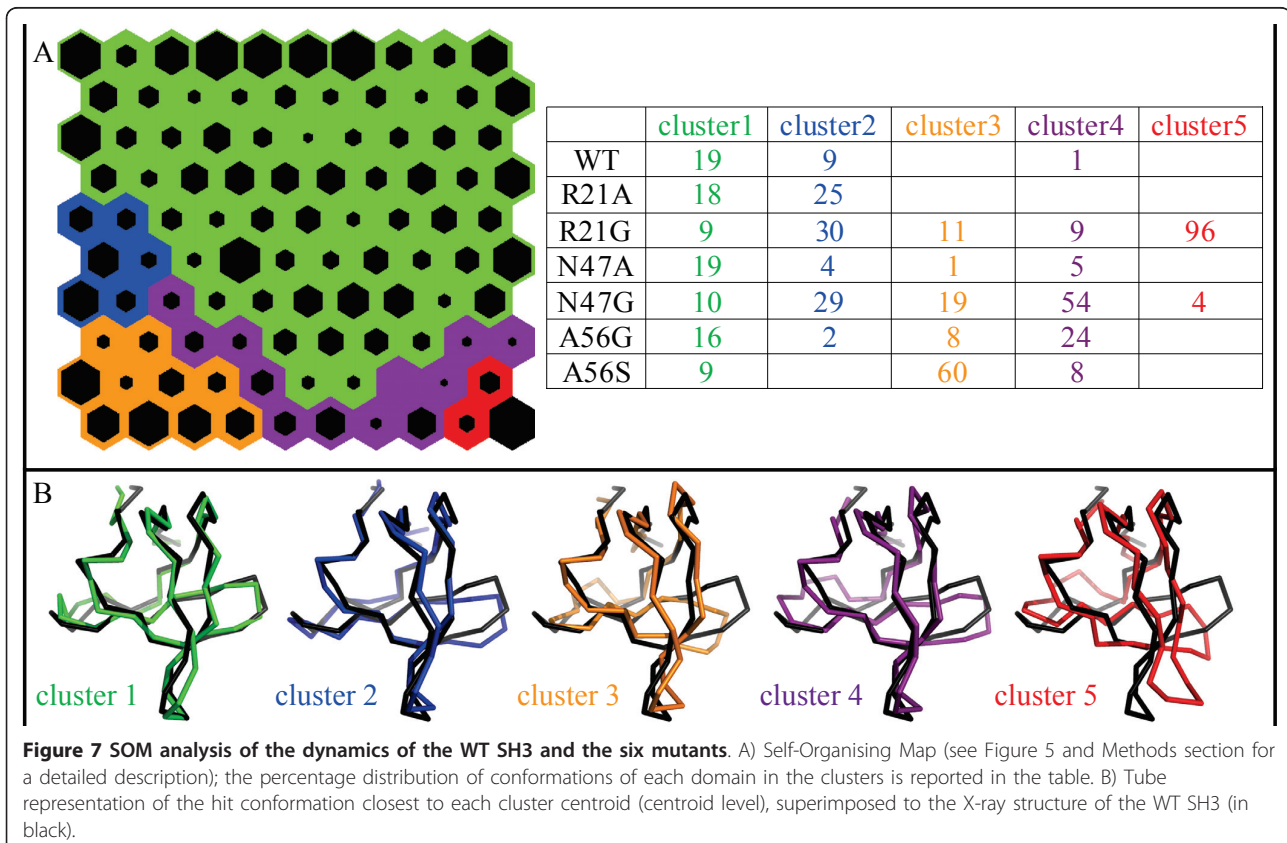 A
cluster1 cluster2 cluster3 cluster4 cluster5
WT 19 9 1
R21A 18 25
R21G 9 30 11 9 96
N47A 19 4 1 5
N47G 10 29 19 54 4
A56G 16 2 8 24
A56S 9 60 8
B
cluster 1 cluster 2 cluster 3 cluster 4 cluster 5
Figure 7 SOM analysis of the dynamics of the WT SH3 and the six mutants. A) Self-Organising Map (see Figure 5 and Methods section for
a detailed description); the percentage distribution of conformations of each domain in the clusters is reported in the table. B) Tube
representation of the hit conformation closest to each cluster centroid (centroid level), superimposed to the X-ray structure of the WT SH3 (in
black).